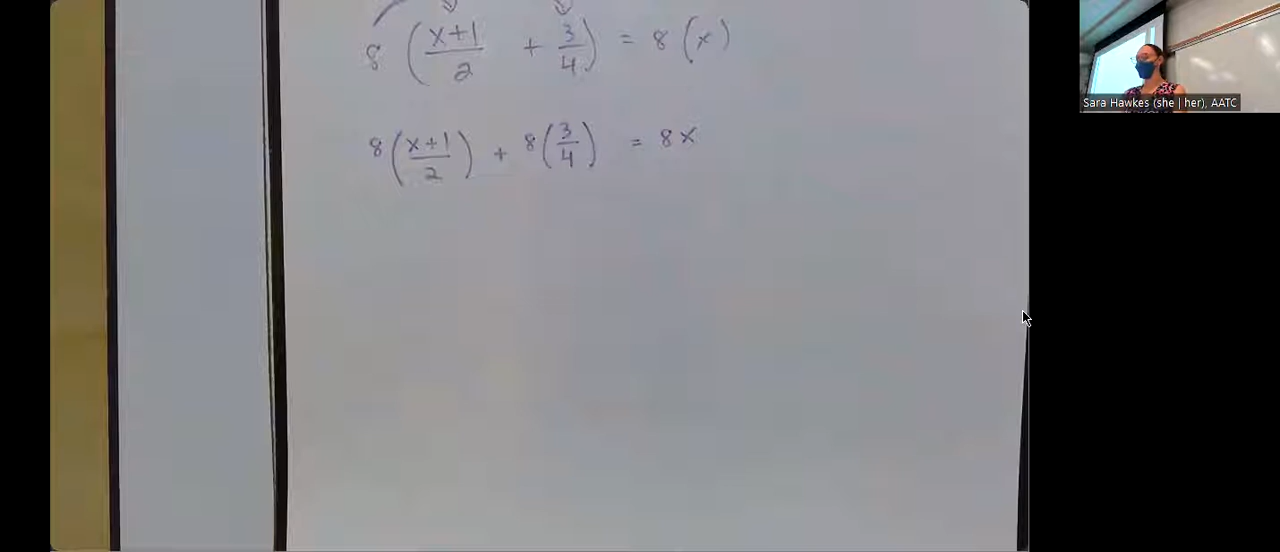 8 ( x+1/2 + 3/4 ) = 8 (x)
8 ( x+1/2 ) + 8 ( 3/4 ) = 8x
Sara Hawkes (she | her), AATC